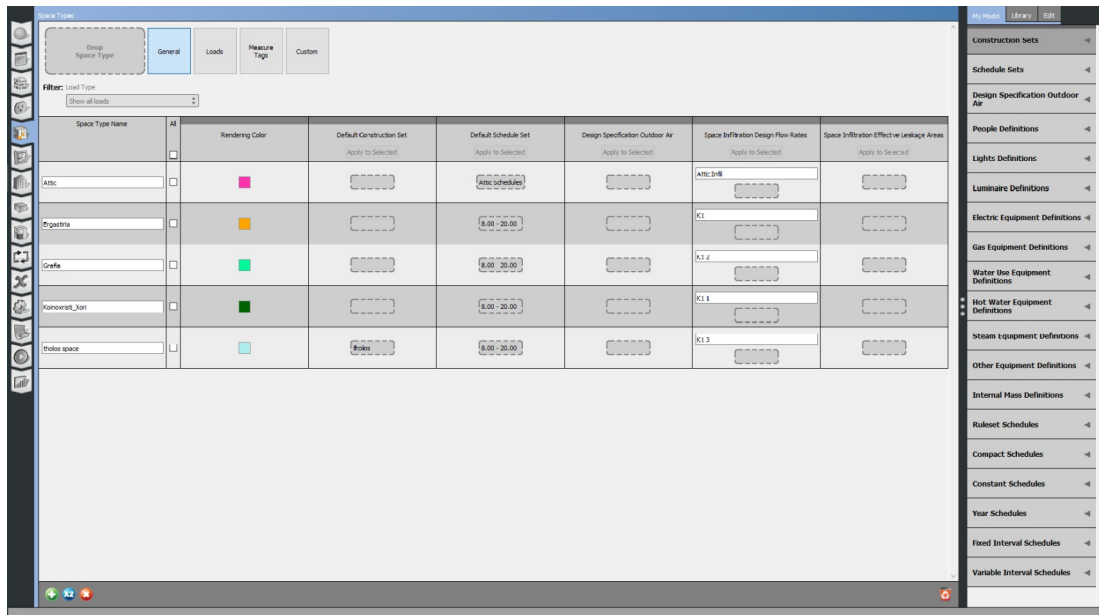 Space Types
My Model Library Edit
Drop
Space Type
General
Loads
Measure
Tags
Custom
Filter: Load Type
Show all loads
Space Type Name
All
Rendering Color
Default Construction Set
Default Schedule Set
Design Specification Outdoor Air
Space Infiltration Design Flow Rates
Space Infiltration Effective Leakage Areas
Apply to Selected
Apply to Selected
Apply to Selected
Apply to Selected
Apply to Selected
Attic
Attic Schedules
Attic Infil
Ergastiria
8.00 - 20.00
K1
Grafia
8.00 20.00
K1 2
Koinoxristi_Xori
8.00 - 20.00
K1 1
tholos space
tholos
8.00 - 20.00
K1 3
Construction Sets
Schedule Sets
Design Specification Outdoor
Air
People Definitions
Lights Definitions
Luminaire Definitions
Electric Equipment Definitions
Gas Equipment Definitions
Water Use Equipment
Definitions
Hot Water Equipment
Definitions
Steam Equipment Definitions
Other Equipment Definitions
Internal Mass Definitions
Ruleset Schedules
Compact Schedules
Constant Schedules
Year Schedules
Fixed Interval Schedules
Variable Interval Schedules
X2